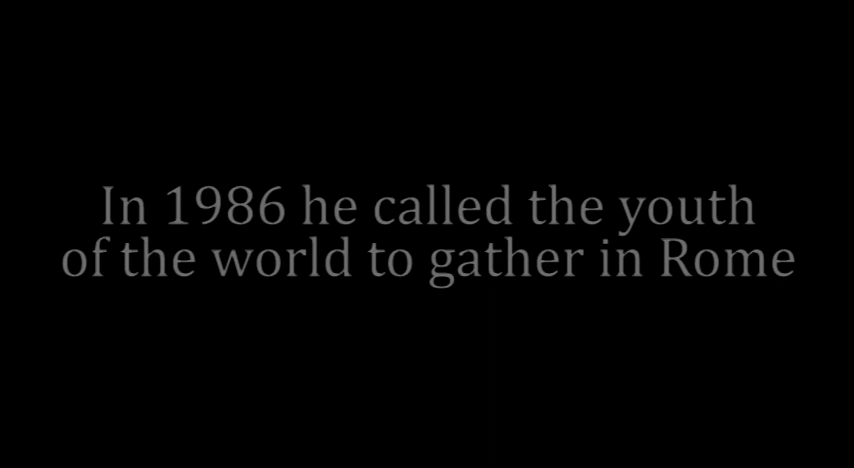 In 1986 he called the youth
of the world to gather in Rome